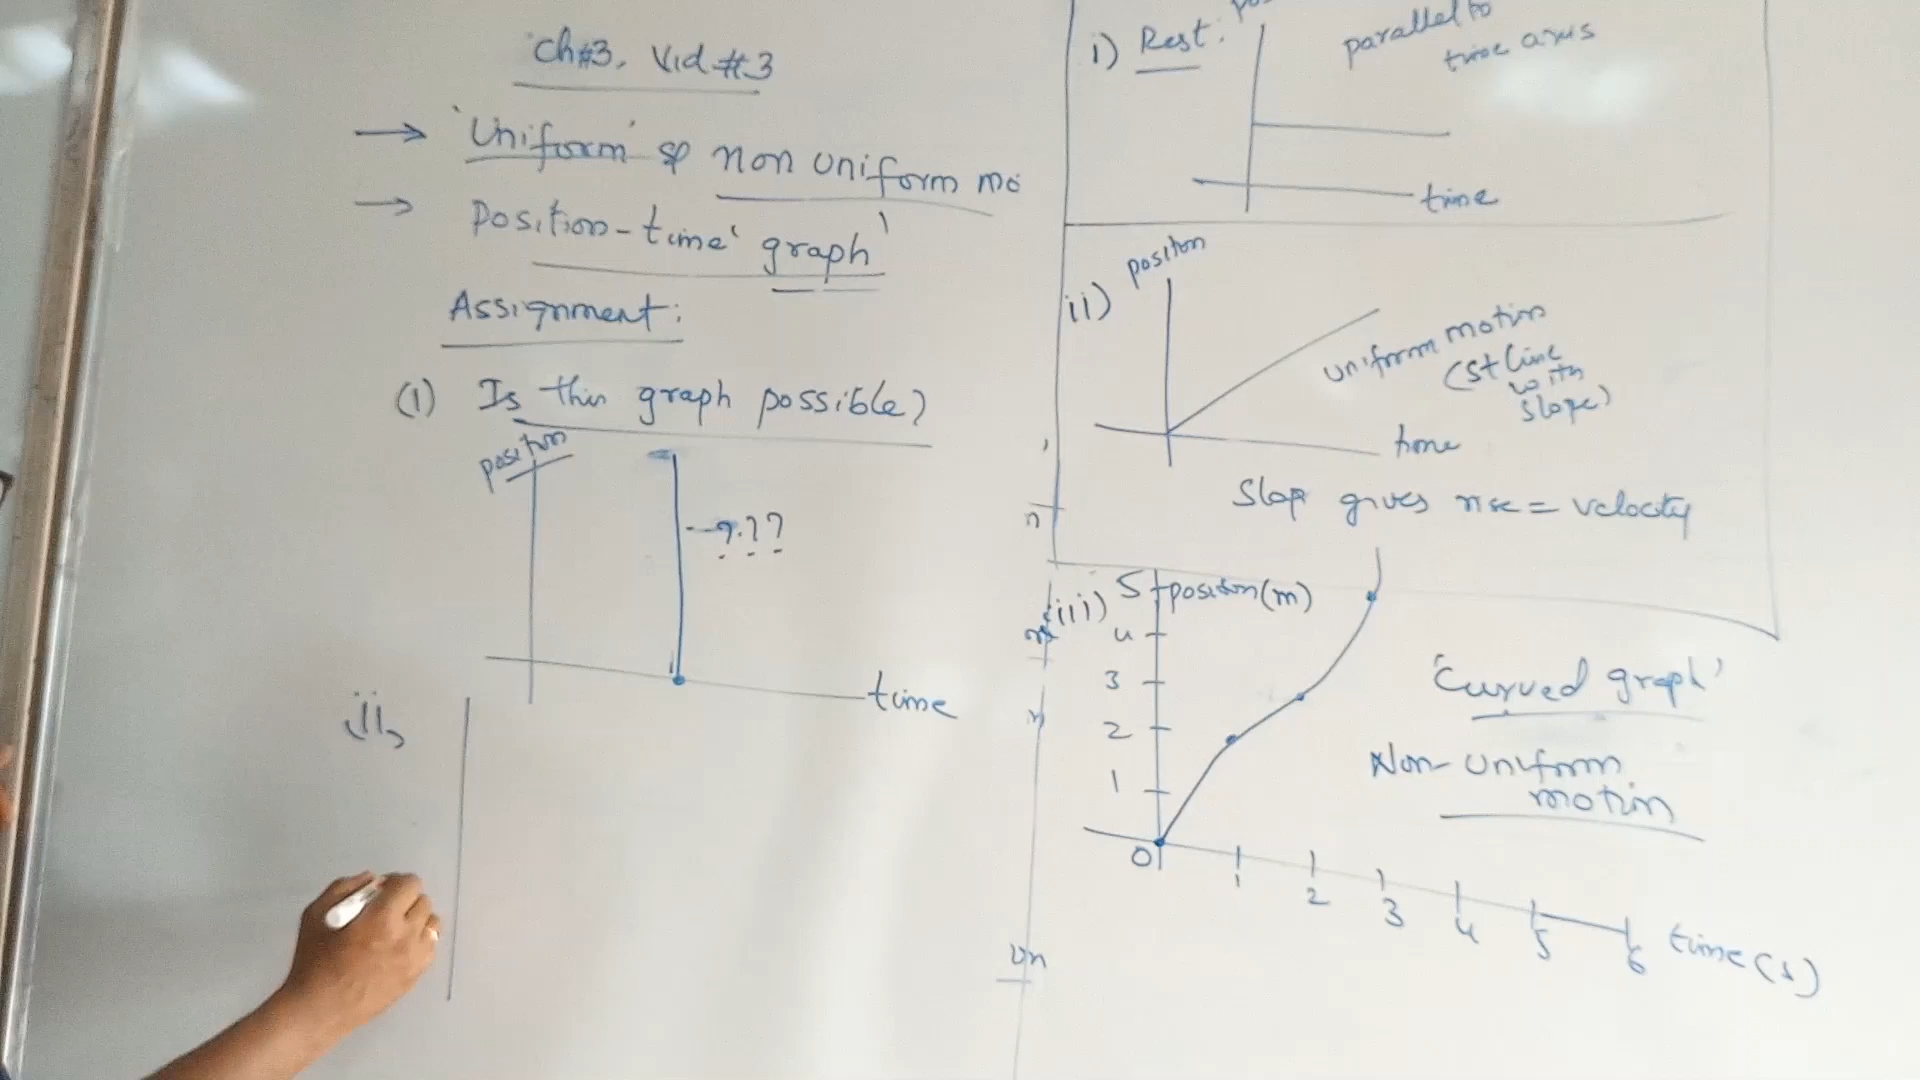 Ch#3, Vid #3
→ 'Uniform' & non uniform mo
→ Position-time 'graph'
Assignment:
(1) Is this graph possible?
position
???
time
ii,
i) Rest:
parallel to
time axis
time
ii)
position
uniform motion
(st line
with
slope)
time
Slop gives rise = velocity
iii)
position(m)
5
4
3
2
1
0
1
2
3
4
5
6
time(s)
'Curved graph'
Non-Uniform
motion